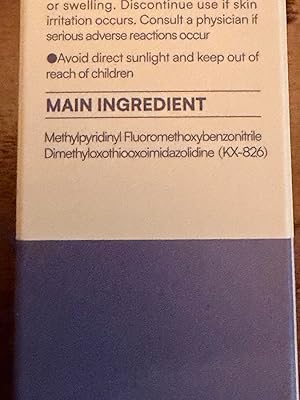 or swelling. Discontinue use if skin
irritation occurs. Consult a physician if
serious adverse reactions occur
●Avoid direct sunlight and keep out of
reach of children
MAIN INGREDIENT
Methylpyridinyl Fluoromethoxybenzonitrile
Dimethyloxothiooxoimidazolidine (KX-826)